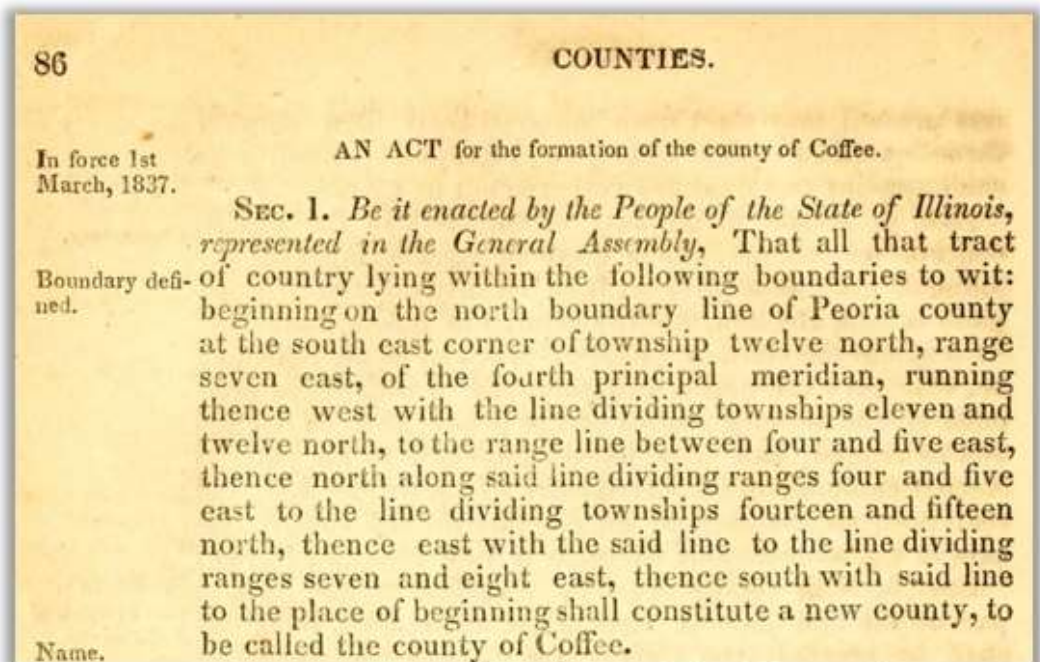 86
COUNTIES.
In force 1st
March, 1837.
AN ACT for the formation of the county of Coffee.
SEC. 1. Be it enacted by the People of the State of Illinois,
represented in the General Assembly, That all that tract
Boundary defi-
ned.
of country lying within the following boundaries to wit:
beginning on the north boundary line of Peoria county
at the south east corner of township twelve north, range
seven east, of the fourth principal meridian, running
thence west with the line dividing townships eleven and
twelve north, to the range line between four and five east,
thence north along said line dividing ranges four and five
east to the line dividing townships fourteen and fifteen
north, thence east with the said line to the line dividing
ranges seven and eight east, thence south with said line
to the place of beginning shall constitute a new county, to
Name.
be called the county of Coffee.